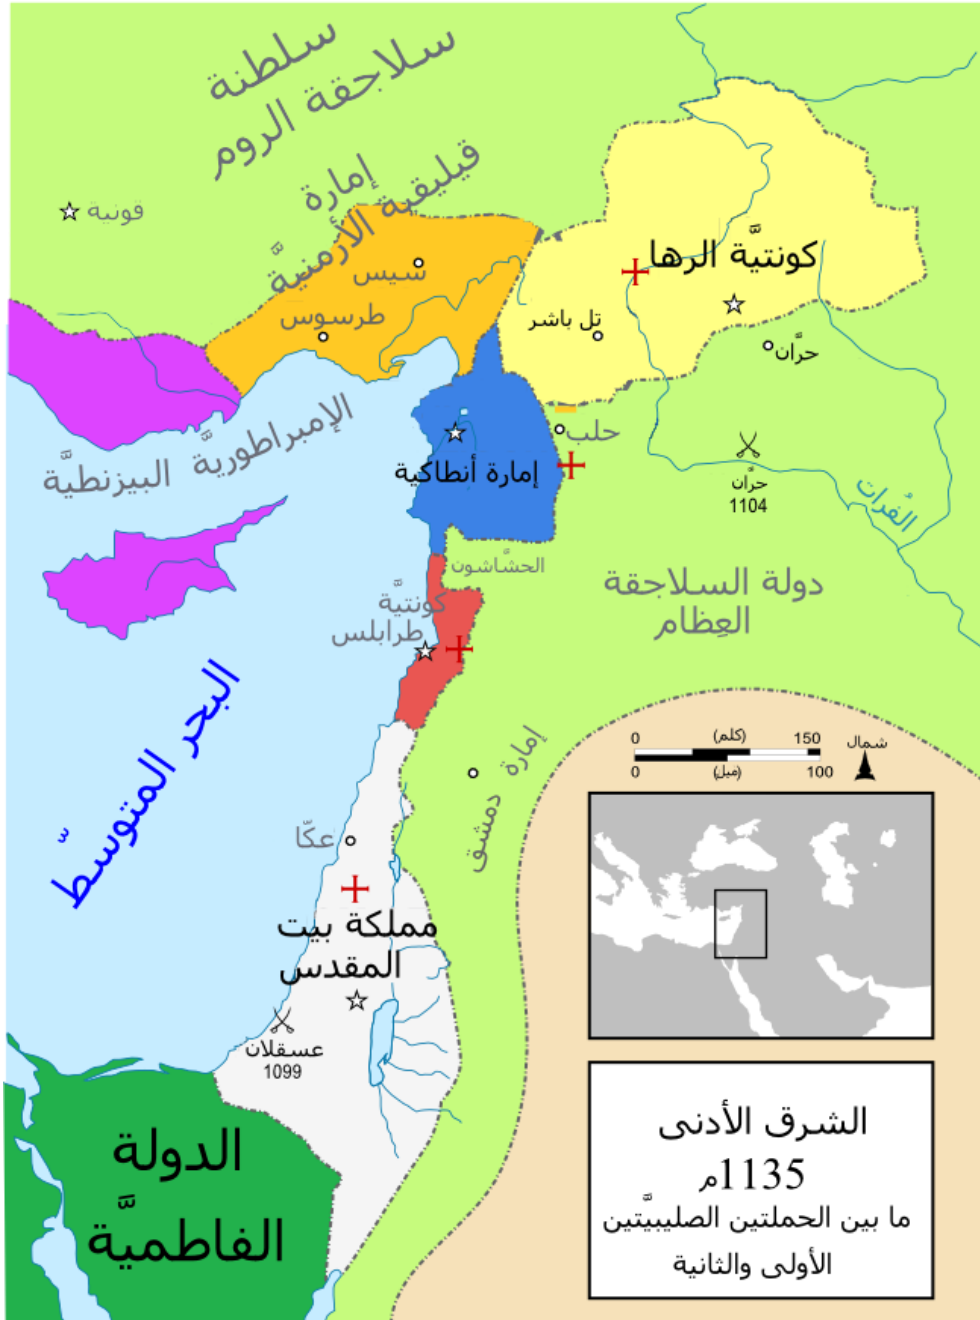 سلطنة
سلاجقة الروم
إمارة
قيليقية الأرمنيَّة
قونية
سيس
طرسوس
كونتيَّة الرها
تل باشر
حرَّان
حلب
الإمبراطوريَّة البيزنطيَّة
إمارة أنطاكية
حرَّان
1104
الفُرات
الحشَّاشون
دولة السلاجقة
العِظام
كونتيَّة
طرابلس
البحر المتوسّط
إمارة دمشق
0 (كلم) 150
0 (ميل) 100
شمال
عكّا
مملكة بيت
المقدس
عسقلان
1099
الدولة
الفاطميَّة
الشرق الأدنى
1135م
ما بين الحملتين الصليبيَّتين
الأولى والثانية